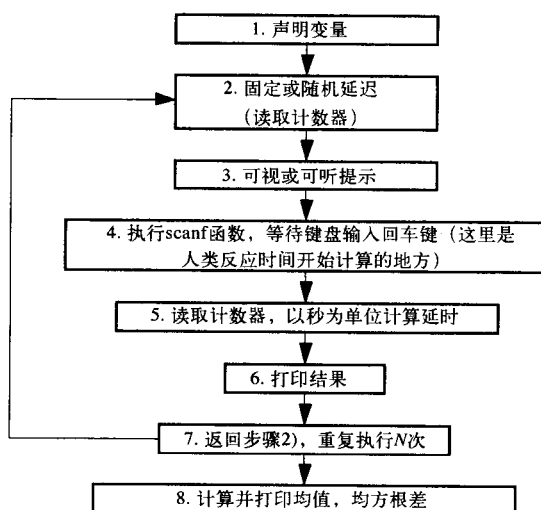 1. 声明变量
2. 固定或随机延迟
（读取计数器）
3. 可视或可听提示
4. 执行scanf函数，等待键盘输入回车键（这里是
人类反应时间开始计算的地方）
5. 读取计数器，以秒为单位计算延时
6. 打印结果
7. 返回步骤2)，重复执行N次
8. 计算并打印均值，均方根差